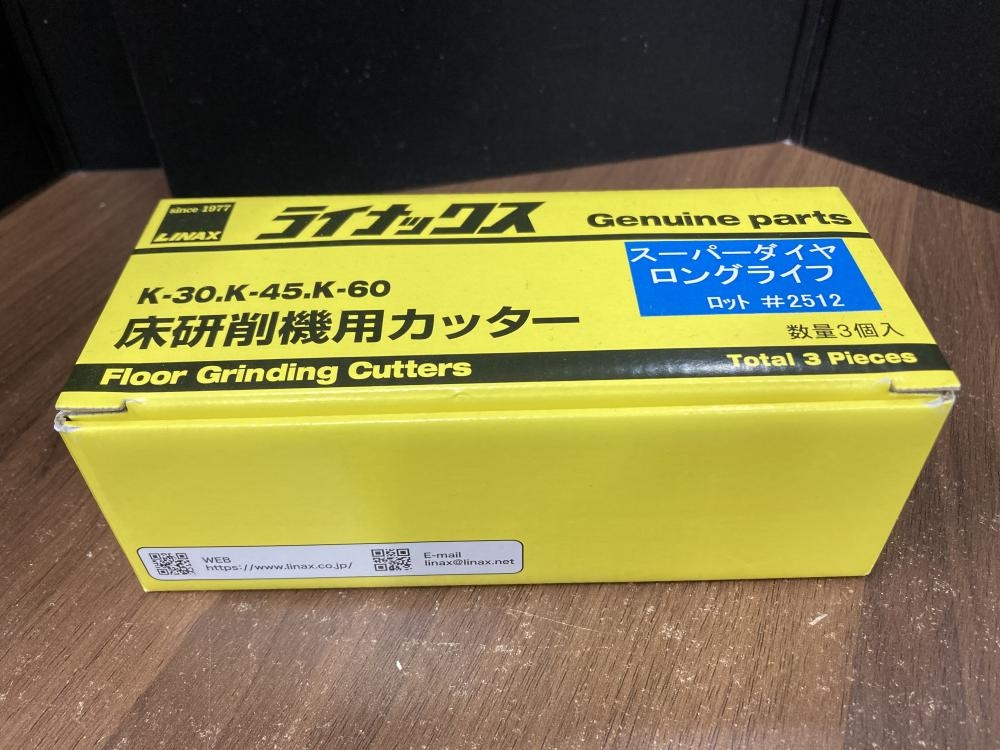 since 1977
LINAX
ライナックス
Genuine parts
スーパーダイヤ
ロングライフ
ロット #2512
K-30.K-45.K-60
床研削機用カッター
数量3個入
Floor Grinding Cutters
Total 3 Pieces
WEB
https://www.linax.co.jp/
E-mail
linax@linax.net